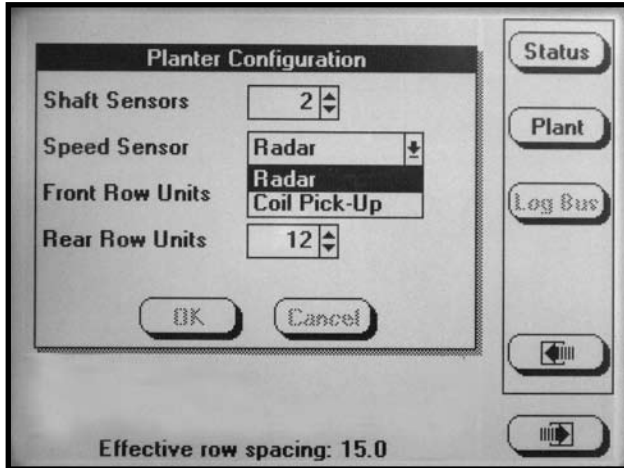 Planter Configuration
Shaft Sensors 2
Speed Sensor Radar
Radar
Front Row Units
Coil Pick-Up
Rear Row Units 12
OK Cancel
Effective row spacing: 15.0
Status
Plant
Log Bus